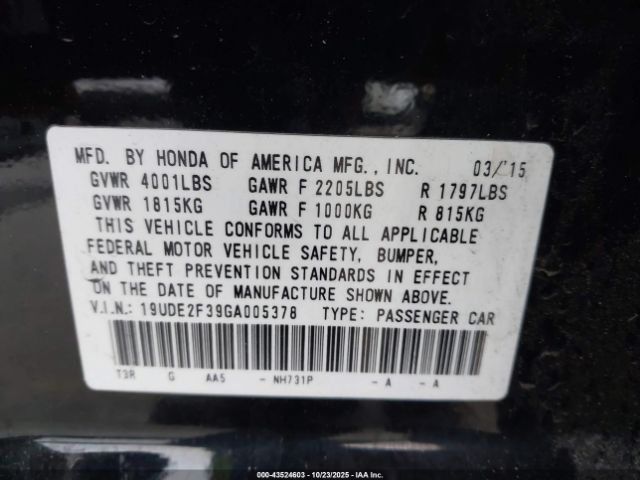 MFD. BY HONDA OF AMERICA MFG., INC. 03/15
GVWR 4001LBS GAWR F 2205LBS R 1797LBS
GVWR 1815KG GAWR F 1000KG R 815KG
THIS VEHICLE CONFORMS TO ALL APPLICABLE
FEDERAL MOTOR VEHICLE SAFETY, BUMPER,
AND THEFT PREVENTION STANDARDS IN EFFECT
ON THE DATE OF MANUFACTURE SHOWN ABOVE.
V.I.N.: 19UDE2F39GA005378 TYPE: PASSENGER CAR
T3R G AA5 - NH731P - A - A
000-43524603 - 10/23/2025 - IAA Inc.